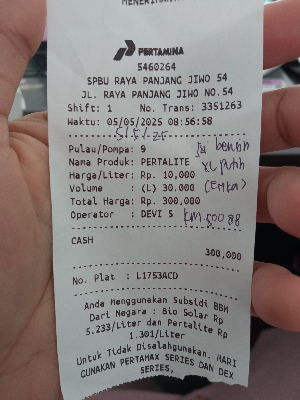 PERTAMINA
5460264
SPBU RAYA PANJANG JIWO 54
JL. RAYA PANJANG JIWO NO.54
Shift: 1 No. Trans: 3351263
Waktu: 05/05/2025 08:56:58
5/5/25
Pulau/Pompa: 9
Nama Produk: PERTALITE
Harga/Liter: Rp. 10,000
XL putih
Volume : (L) 30.000
Total Harga: Rp. 300,000
Operator : DEVI S
KM 50088
CASH
300,000
No. Plat : L1753ACD
Anda Menggunakan Subsidi BBM
Dari Negara : Bio Solar Rp
5.233/Liter dan Pertalite Rp
1.301/Liter
Untuk Tidak Disalahgunakan. MARI
GUNAKAN PERTAMAX SERIES DAN DEX
SERIES,